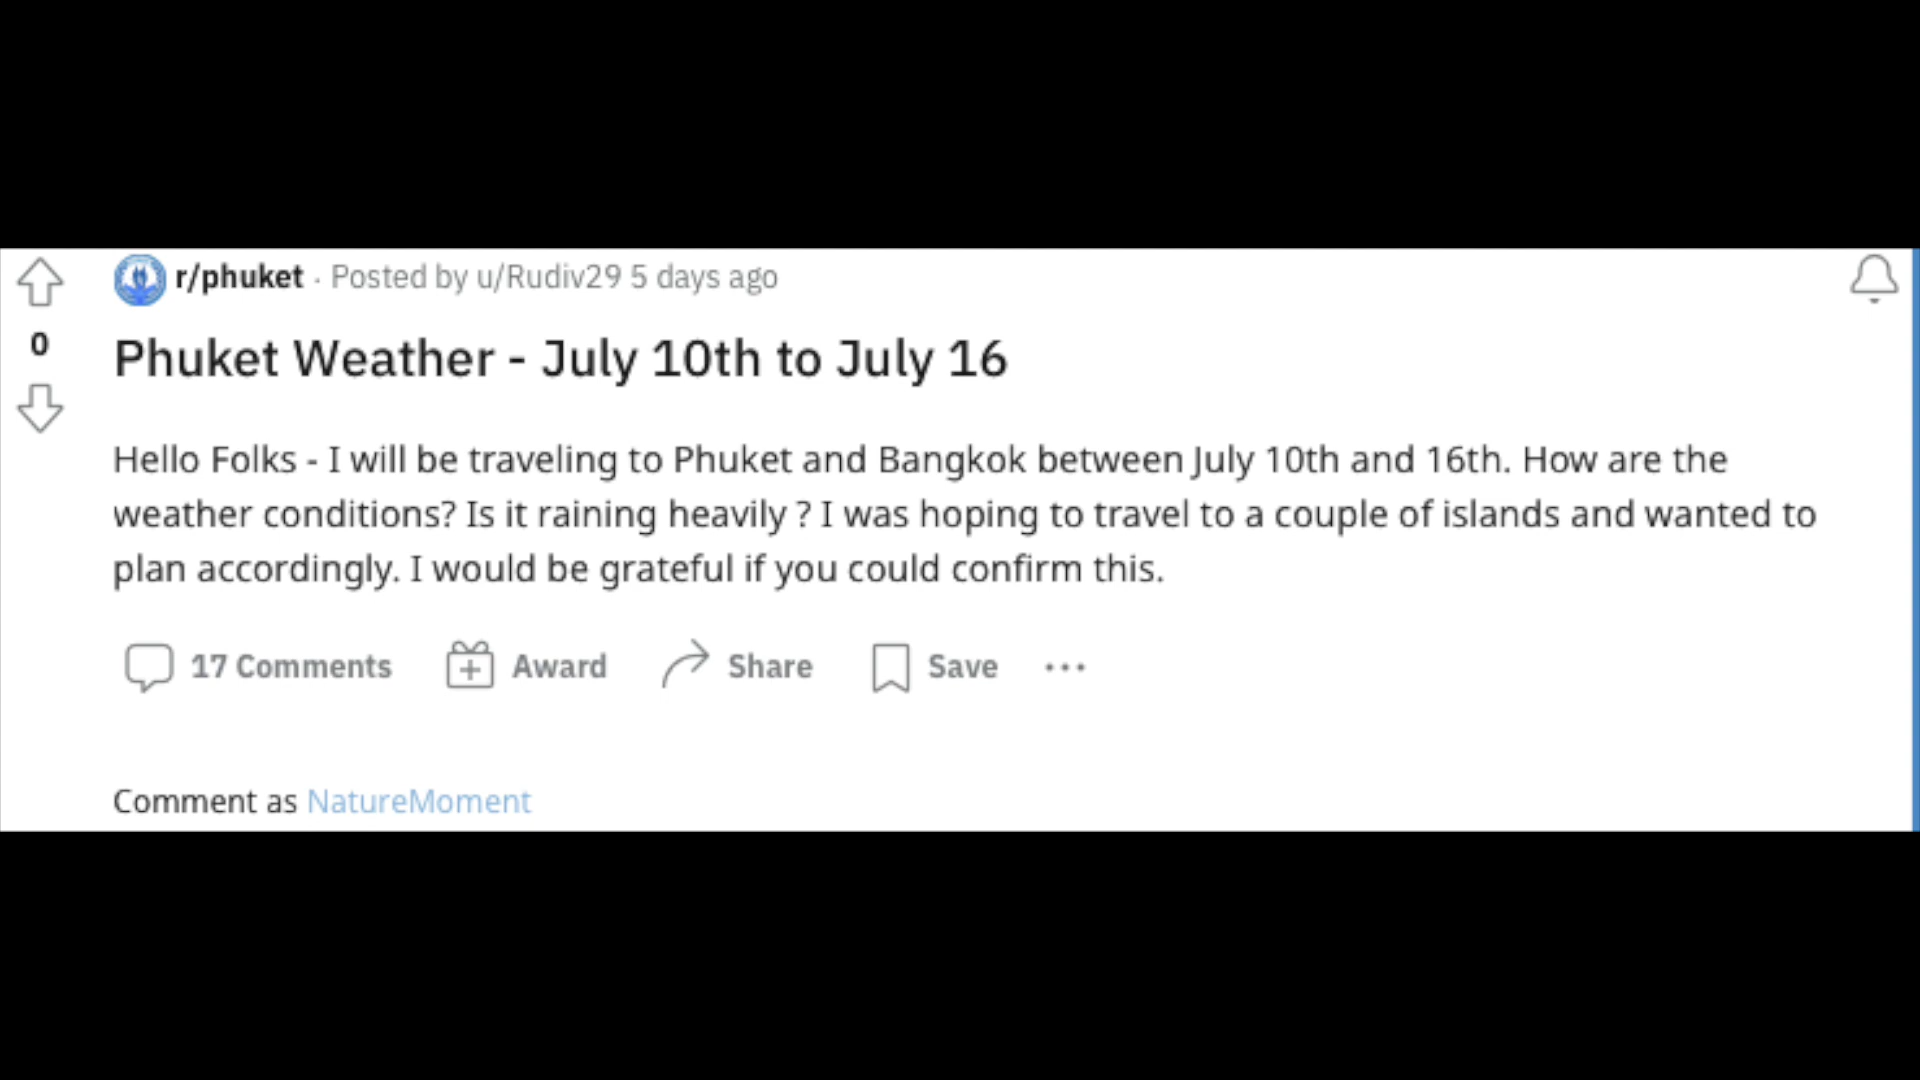 r/phuket · Posted by u/Rudiv29 5 days ago
0
Phuket Weather - July 10th to July 16
Hello Folks - I will be traveling to Phuket and Bangkok between July 10th and 16th. How are the
weather conditions? Is it raining heavily ? I was hoping to travel to a couple of islands and wanted to
plan accordingly. I would be grateful if you could confirm this.
17 Comments Award Share Save ...
Comment as NatureMoment